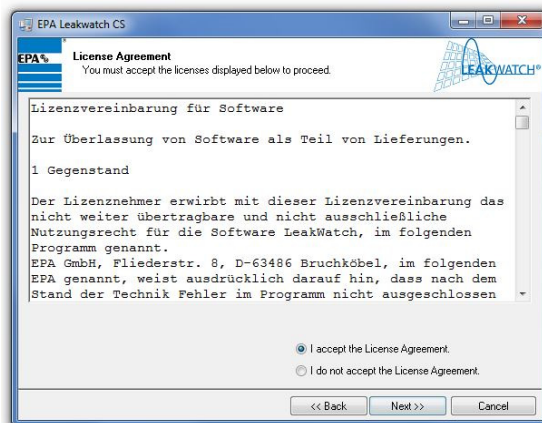 EPA Leakwatch CS
EPA®
License Agreement
You must accept the licenses displayed below to proceed.
LEAKWATCH®
Lizenzvereinbarung für Software
Zur Überlassung von Software als Teil von Lieferungen.
1 Gegenstand
Der Lizenznehmer erwirbt mit dieser Lizenzvereinbarung das
nicht weiter übertragbare und nicht ausschließliche
Nutzungsrecht für die Software LeakWatch, im folgenden
Programm genannt.
EPA GmbH, Fliederstr. 8, D-63486 Bruchköbel, im folgenden
EPA genannt, weist ausdrücklich darauf hin, dass nach dem
Stand der Technik Fehler im Programm nicht ausgeschlossen
I accept the License Agreement.
I do not accept the License Agreement.
<< Back
Next >>
Cancel